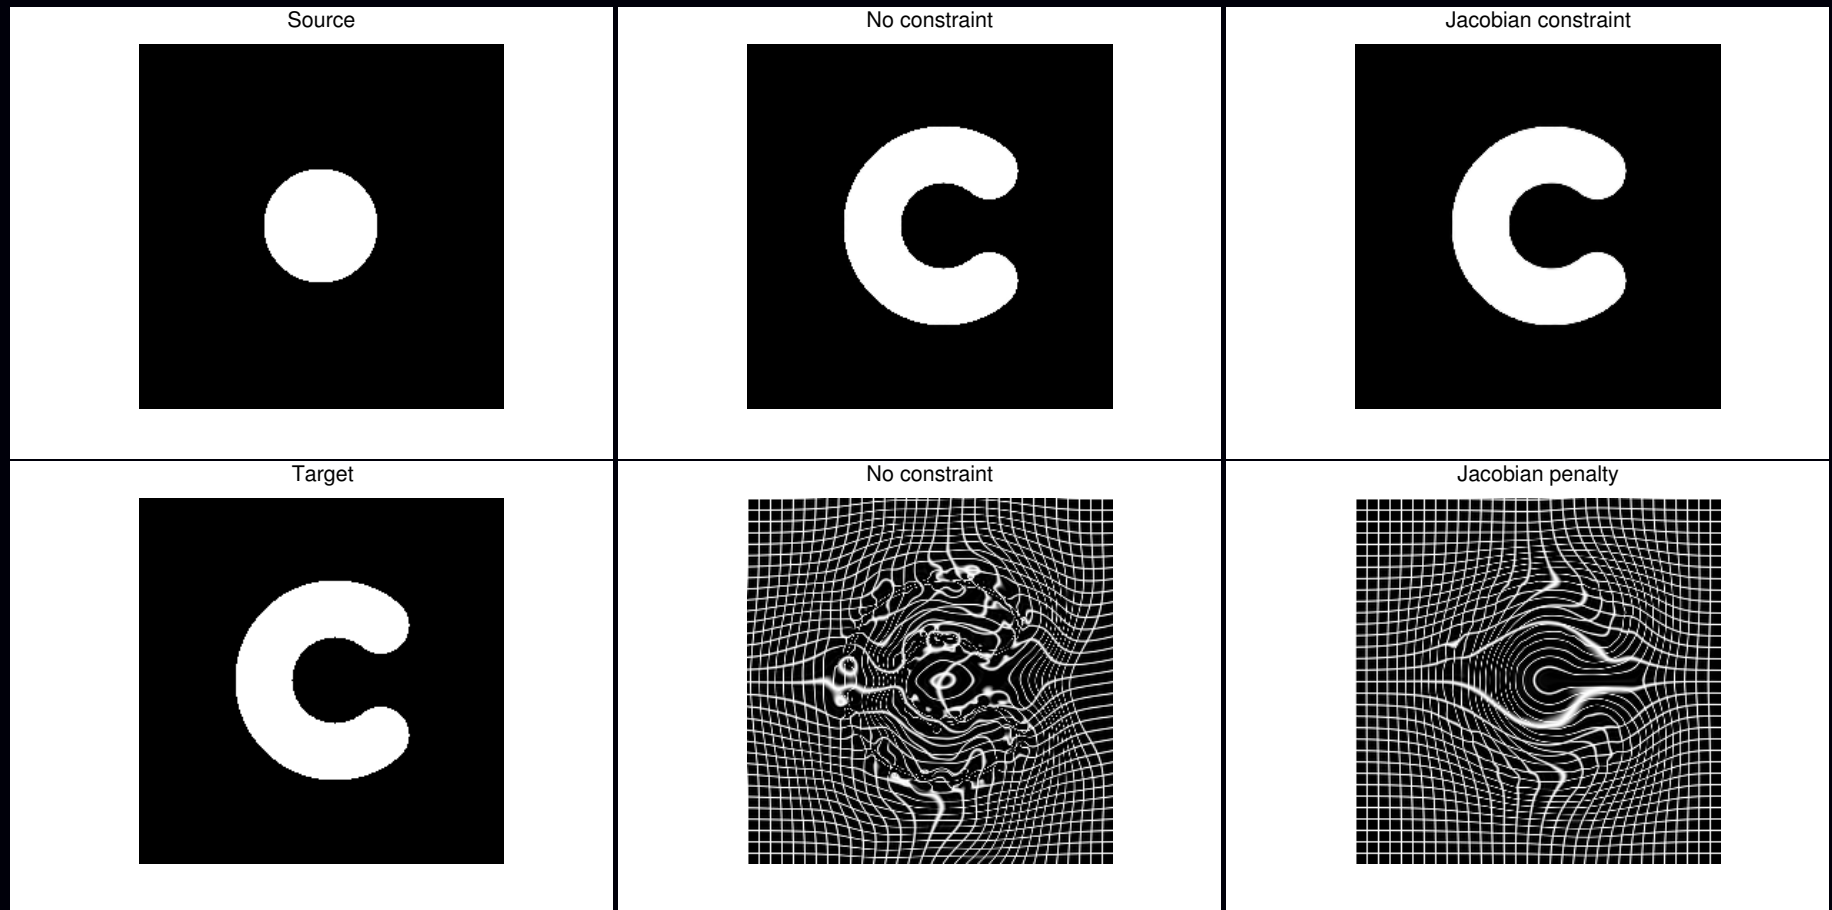 Source
No constraint
Jacobian constraint
Target
No constraint
Jacobian penalty